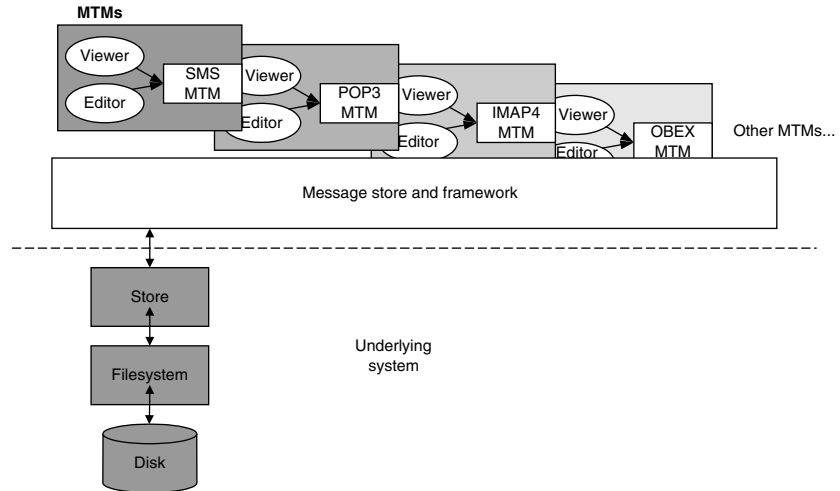 MTMs
Viewer
Editor
SMS
MTM
Viewer
Editor
POP3
MTM
Viewer
Editor
IMAP4
MTM
Viewer
Editor
OBEX
MTM
Other MTMs...
Message store and framework
Store
Filesystem
Disk
Underlying
system